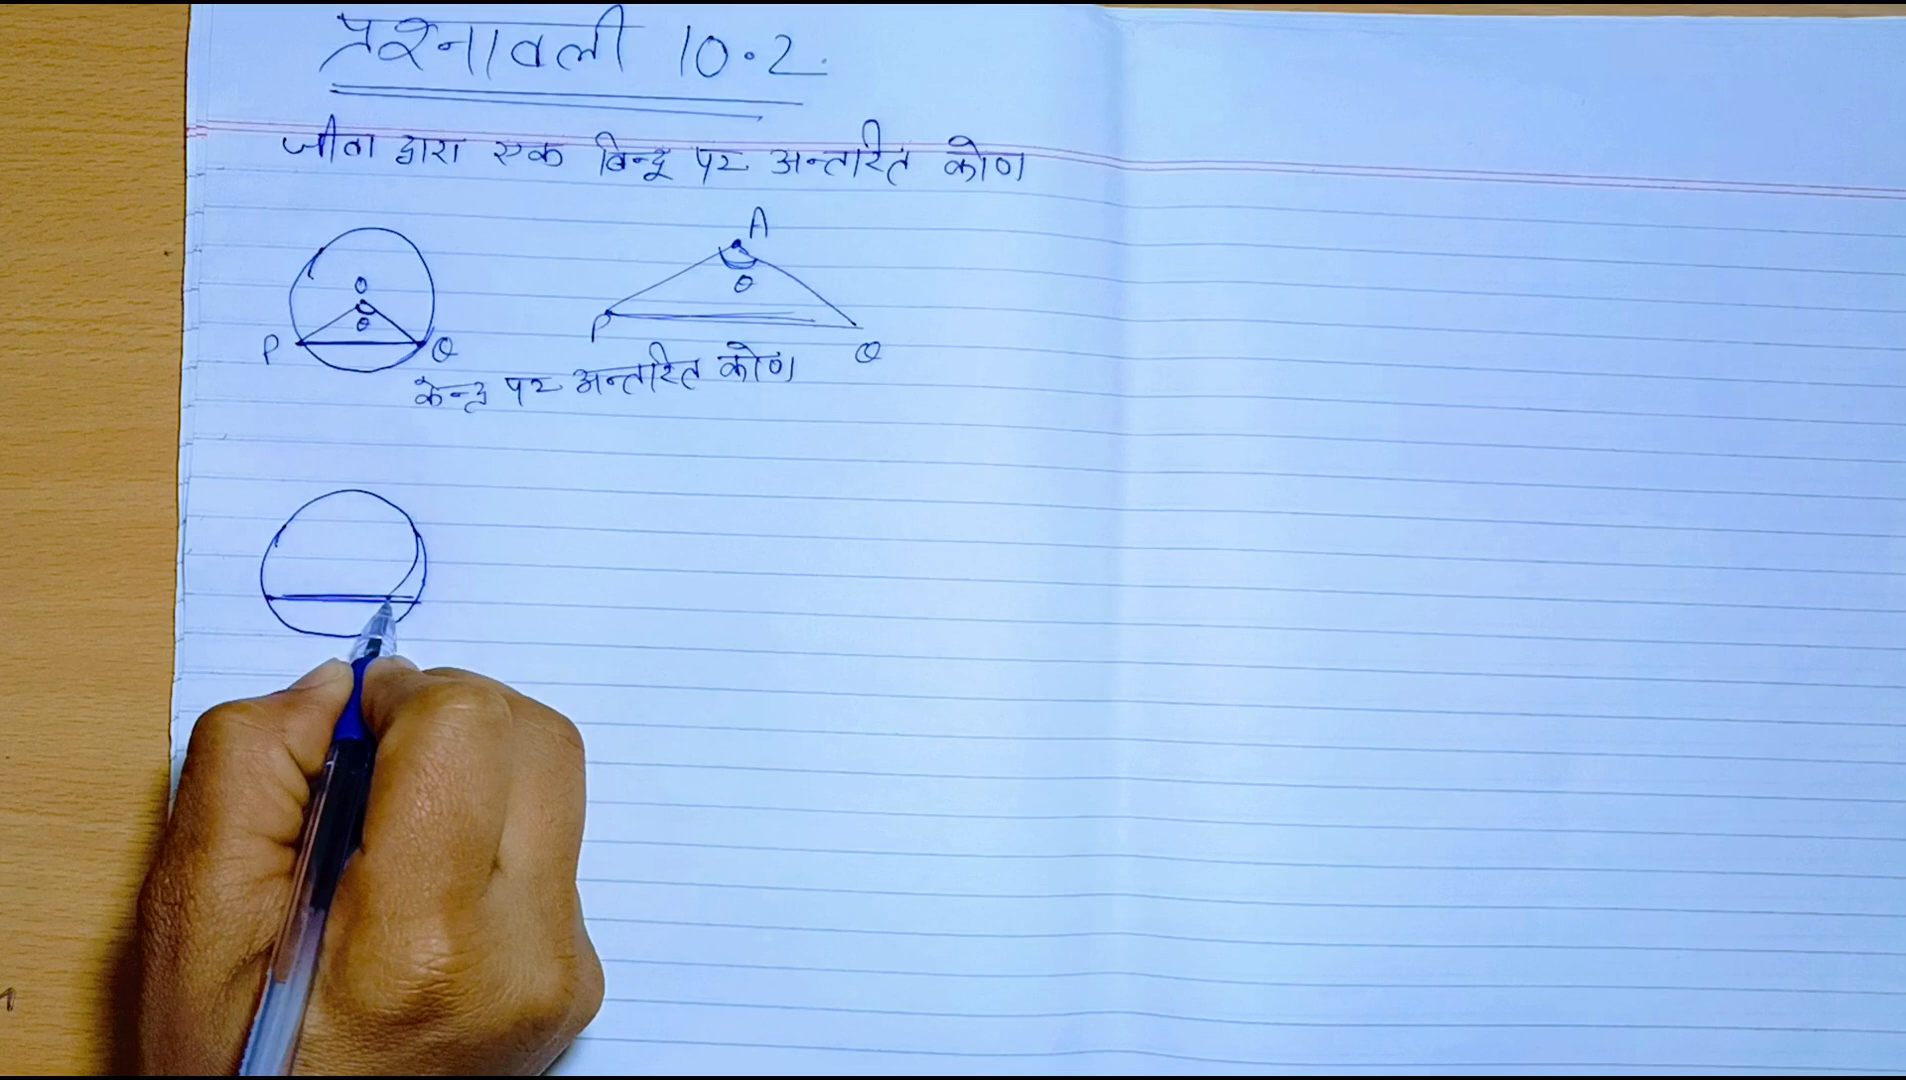 प्रश्नावली 10.2.
जीवा द्वारा एक बिन्दू पर अन्तरित कोण
A
O
θ
θ
P Q P Q
केन्द्र पर अन्तरित कोण